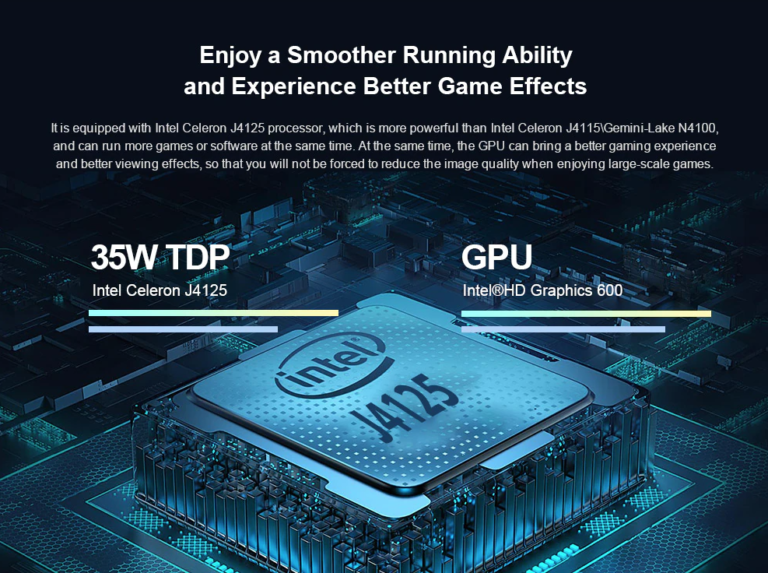 Enjoy a Smoother Running Ability
and Experience Better Game Effects
It is equipped with Intel Celeron J4125 processor, which is more powerful than Intel Celeron J4115\Gemini-Lake N4100,
and can run more games or software at the same time. At the same time, the GPU can bring a better gaming experience
and better viewing effects, so that you will not be forced to reduce the image quality when enjoying large-scale games.
35W TDP
Intel Celeron J4125
GPU
Intel®HD Graphics 600
intel®
J4125